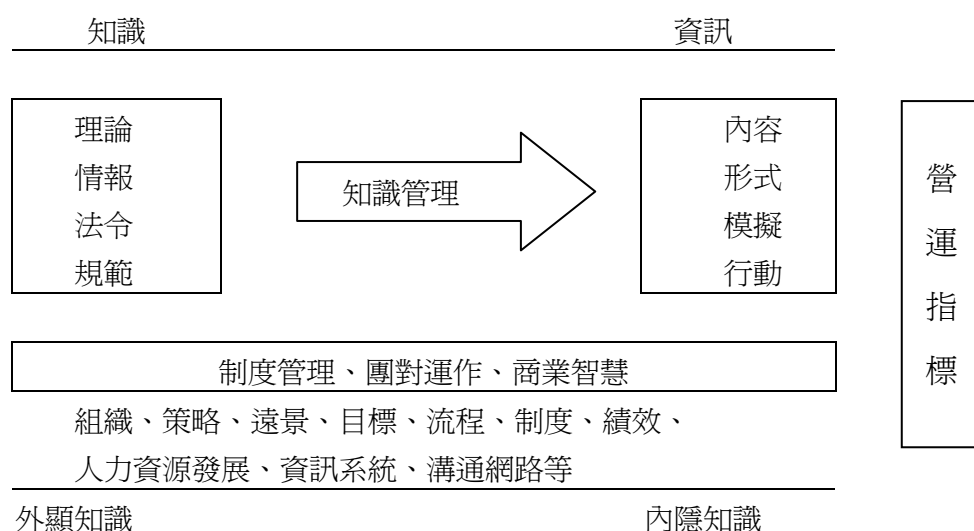 知識 資訊
理論
情報
法令
規範
知識管理
內容
形式
模擬
行動
營
運
指
標
制度管理、團對運作、商業智慧
組織、策略、遠景、目標、流程、制度、績效、
人力資源發展、資訊系統、溝通網路等
外顯知識 內隱知識